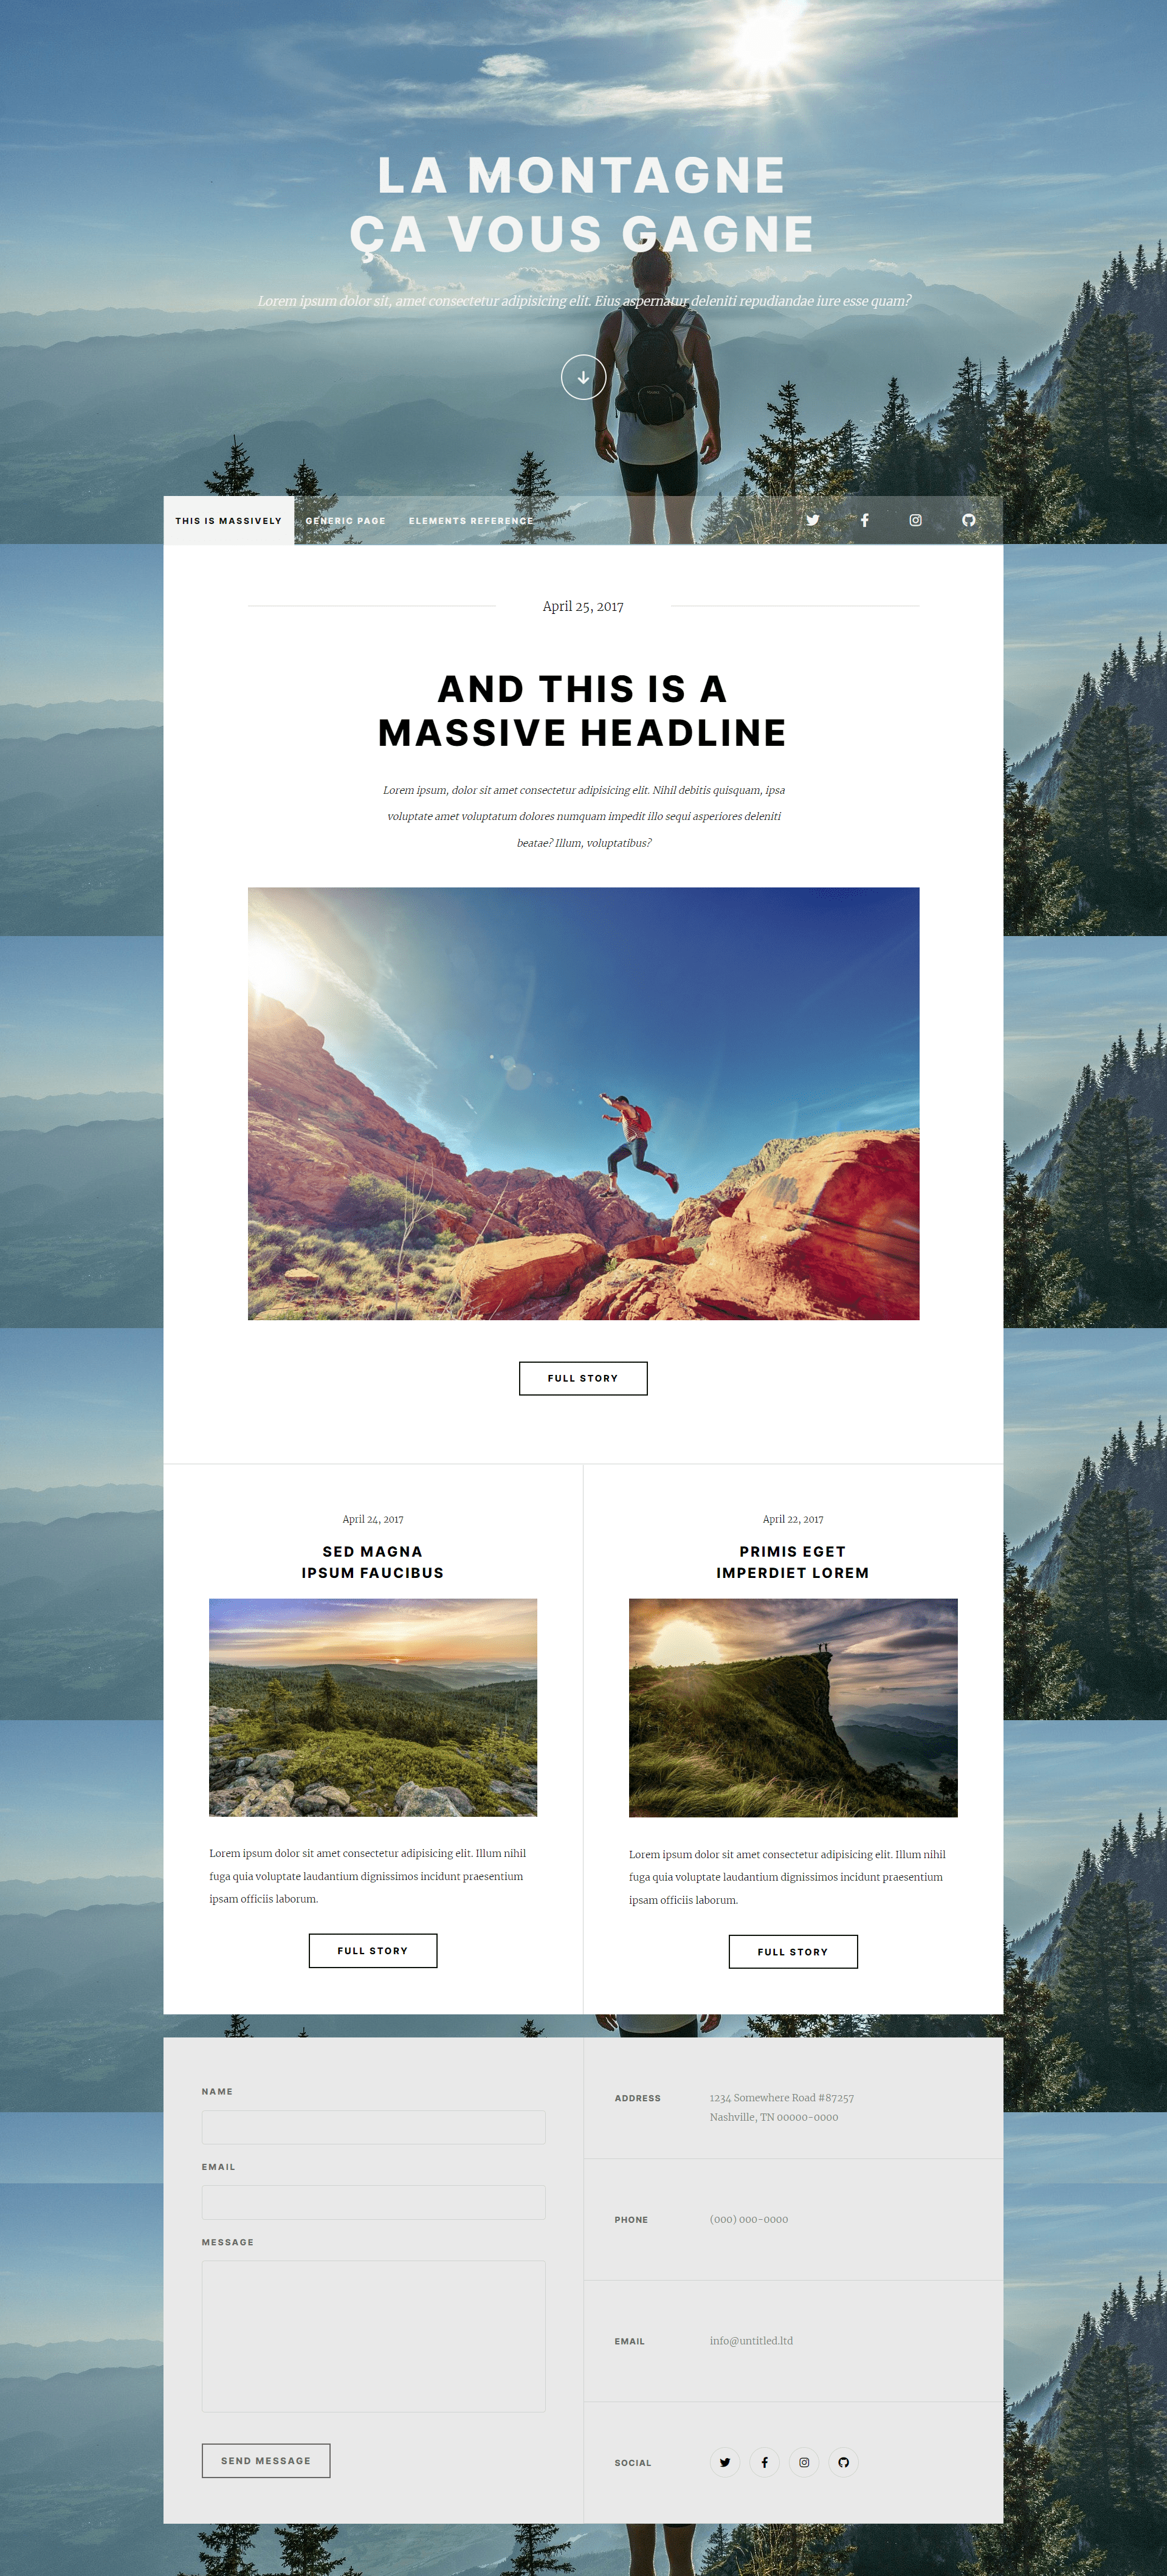 LA MONTAGNE
ÇA VOUS GAGNE
Lorem ipsum dolor sit, amet consectetur adipisicing elit. Eius aspernatur deleniti repudiandae iure esse quam?
THIS IS MASSIVELY GENERIC PAGE ELEMENTS REFERENCE
April 25, 2017
AND THIS IS A
MASSIVE HEADLINE
Lorem ipsum, dolor sit amet consectetur adipisicing elit. Nihil debitis quisquam, ipsa
voluptate amet voluptatum dolores numquam impedit illo sequi asperiores deleniti
beatae? Illum, voluptatibus?
FULL STORY
April 24, 2017
SED MAGNA
IPSUM FAUCIBUS
Lorem ipsum dolor sit amet consectetur adipisicing elit. Illum nihil
fuga quia voluptate laudantium dignissimos incidunt praesentium
ipsam officiis laborum.
FULL STORY
April 22, 2017
PRIMIS EGET
IMPERDIET LOREM
Lorem ipsum dolor sit amet consectetur adipisicing elit. Illum nihil
fuga quia voluptate laudantium dignissimos incidunt praesentium
ipsam officiis laborum.
FULL STORY
NAME
EMAIL
MESSAGE
SEND MESSAGE
ADDRESS
1234 Somewhere Road #87257
Nashville, TN 00000-0000
PHONE
(000) 000-0000
EMAIL
info@untitled.ltd
SOCIAL